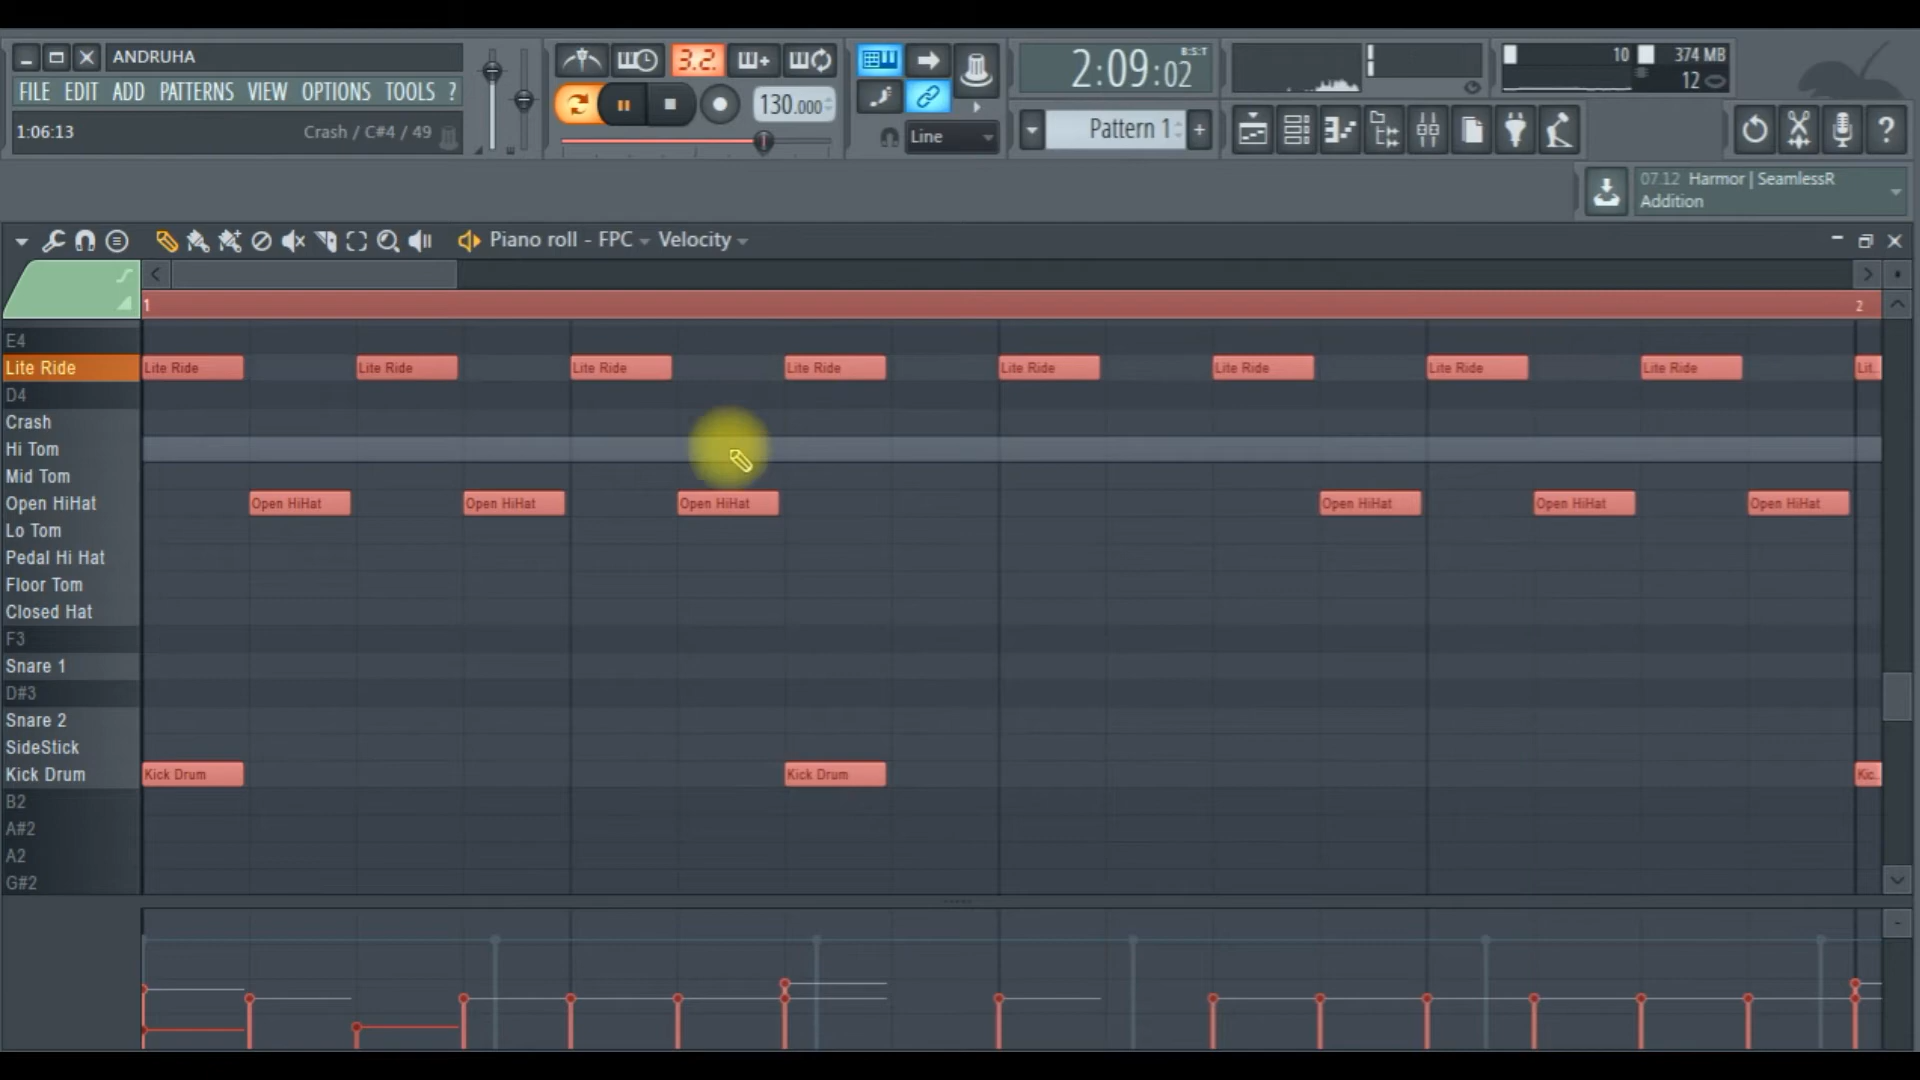 ANDRUHA
FILE EDIT ADD PATTERNS VIEW OPTIONS TOOLS ?
1:06:13 Crash / C#4 / 49
3.2.
130.000
Line
2:09:02 B:S:T
Pattern 1 +
10 374 MB
12
?
07.12 Harmor | SeamlessR
Addition
Piano roll - FPC Velocity
1 2
E4
Lite Ride Lite Ride Lite Ride Lite Ride Lite Ride Lite Ride Lite Ride Lite Ride Lite Ride Lit..
D4
Crash
Hi Tom
Mid Tom
Open HiHat Open HiHat Open HiHat Open HiHat Open HiHat Open HiHat Open HiHat
Lo Tom
Pedal Hi Hat
Floor Tom
Closed Hat
F3
Snare 1
D#3
Snare 2
SideStick
Kick Drum Kick Drum Kick Drum Kic..
B2
A#2
A2
G#2